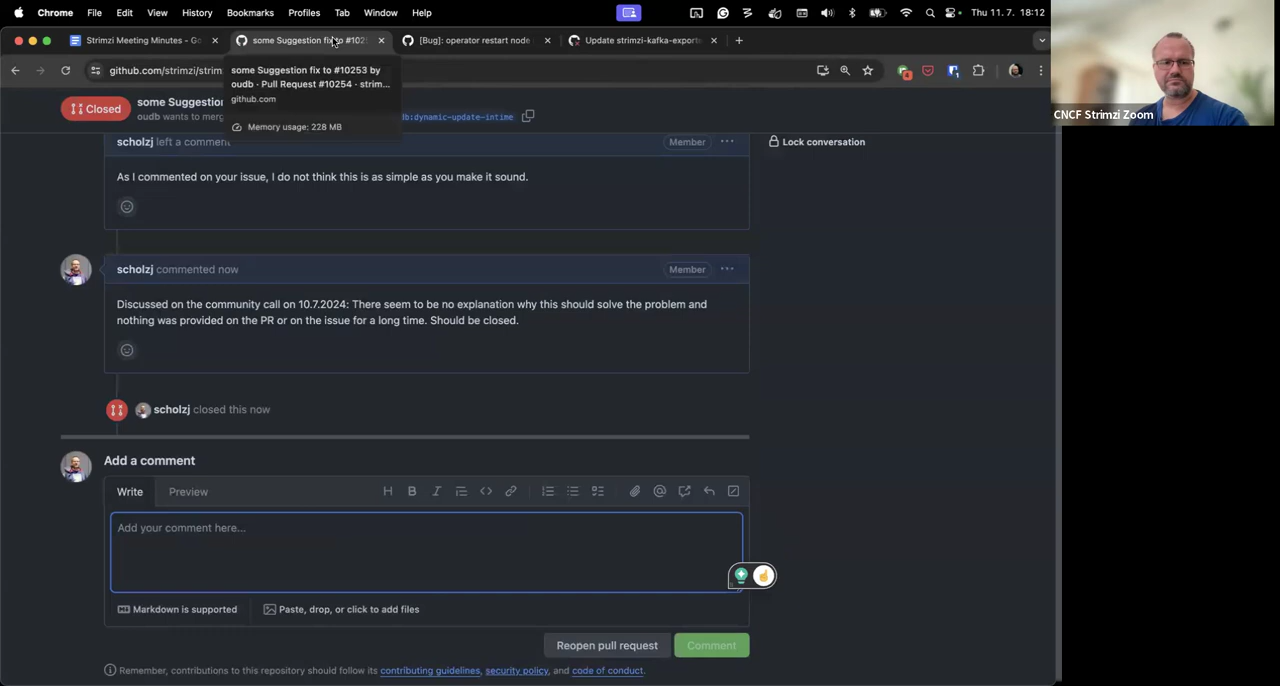 Chrome File Edit View History Bookmarks Profiles Tab Window Help Thu 11. 7. 18:12
Strimzi Meeting Minutes - Go
some Suggestion fix to #1025
[Bug]: operator restart node
Update strimzi-kafka-exporte
github.com/strimzi/strim
some Suggestion fix to #10253 by
oudb · Pull Request #10254 · strim...
github.com
Memory usage: 228 MB
Closed
some Suggestion
oudb wants to merg
db:dynamic-update-intime
CNCF Strimzi Zoom
scholzj left a comment Member
Lock conversation
As I commented on your issue, I do not think this is as simple as you make it sound.
scholzj commented now Member
Discussed on the community call on 10.7.2024: There seem to be no explanation why this should solve the problem and
nothing was provided on the PR or on the issue for a long time. Should be closed.
scholzj closed this now
Add a comment
Write Preview
Add your comment here...
Markdown is supported
Paste, drop, or click to add files
Reopen pull request Comment
Remember, contributions to this repository should follow its contributing guidelines, security policy, and code of conduct.